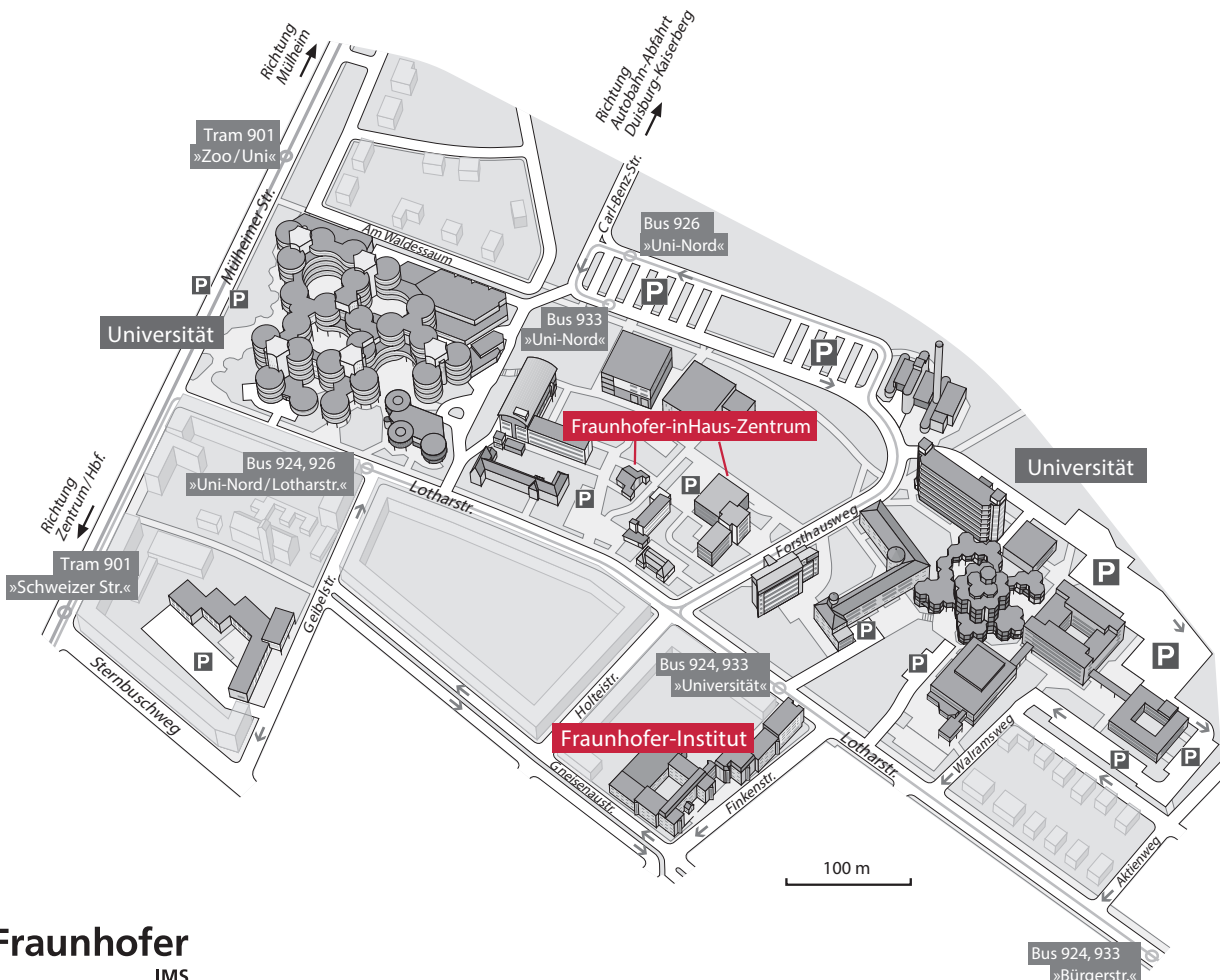 Richtung
Mülheim
Richtung
Autobahn-Abfahrt
Duisburg-Kaiserberg
Tram 901
»Zoo/Uni«
Mülheimer Str.
Carl-Benz-Str.
Bus 926
»Uni-Nord«
Am Waldessaum
P
P
P
Universität
Bus 933
»Uni-Nord«
P
Fraunhofer-inHaus-Zentrum
Bus 924, 926
»Uni-Nord/Lotharstr.«
Universität
Richtung
Zentrum/Hbf.
Lotharstr.
P
P
Forsthausweg
Tram 901
»Schweizer Str.«
Geibelstr.
P
P
P
P
P
Sternbuschweg
Holteistr.
Bus 924, 933
»Universität«
Fraunhofer-Institut
Lotharstr.
Walramsweg
P
P
Gneisenaustr.
Finkenstr.
100 m
Aktienweg
Fraunhofer
IMS
Bus 924, 933
»Bürgerstr.«